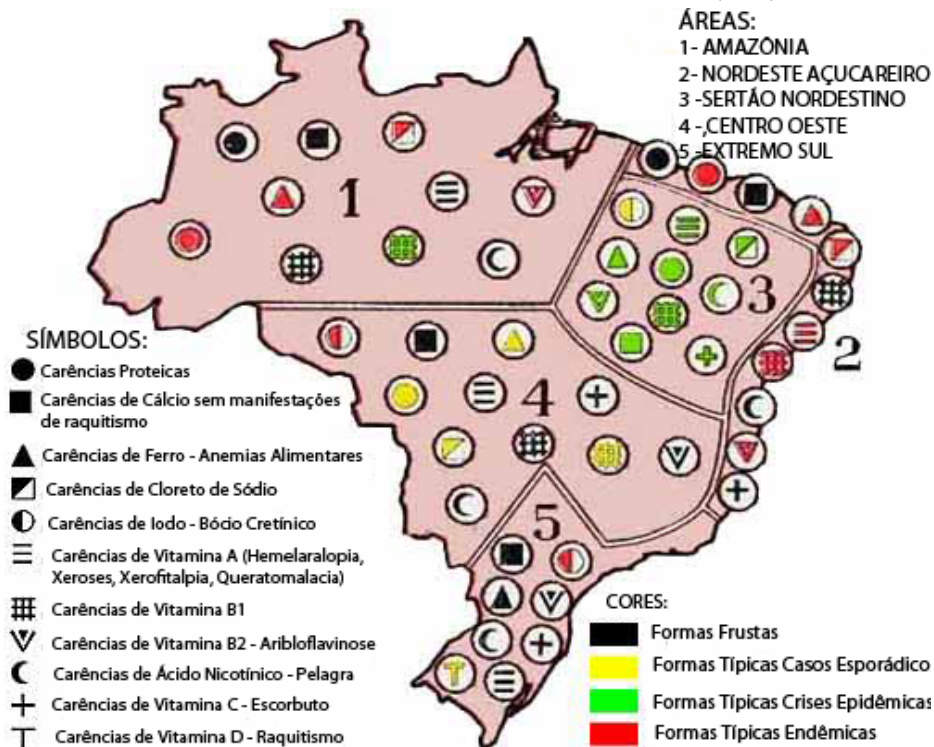 ÁREAS:
1- AMAZÔNIA
2- NORDESTE AÇUCAREIRO
3 -SERTÃO NORDESTINO
4 -,CENTRO OESTE
5 -EXTREMO SUL
1
3
2
4
5
SÍMBOLOS:
Carências Proteicas
Carências de Cálcio sem manifestações
de raquitismo
Carências de Ferro - Anemias Alimentares
Carências de Cloreto de Sódio
Carências de Iodo - Bócio Cretínico
Carências de Vitamina A (Hemelaralopia,
Xeroses, Xerofitalpia, Queratomalacia)
Carências de Vitamina B1
Carências de Vitamina B2 - Aribloflavinose
Carências de Ácido Nicotínico - Pelagra
Carências de Vitamina C - Escorbuto
Carências de Vitamina D - Raquitismo
CORES:
Formas Frustas
Formas Típicas Casos Esporádico
Formas Típicas Crises Epidêmicas
Formas Típicas Endêmicas